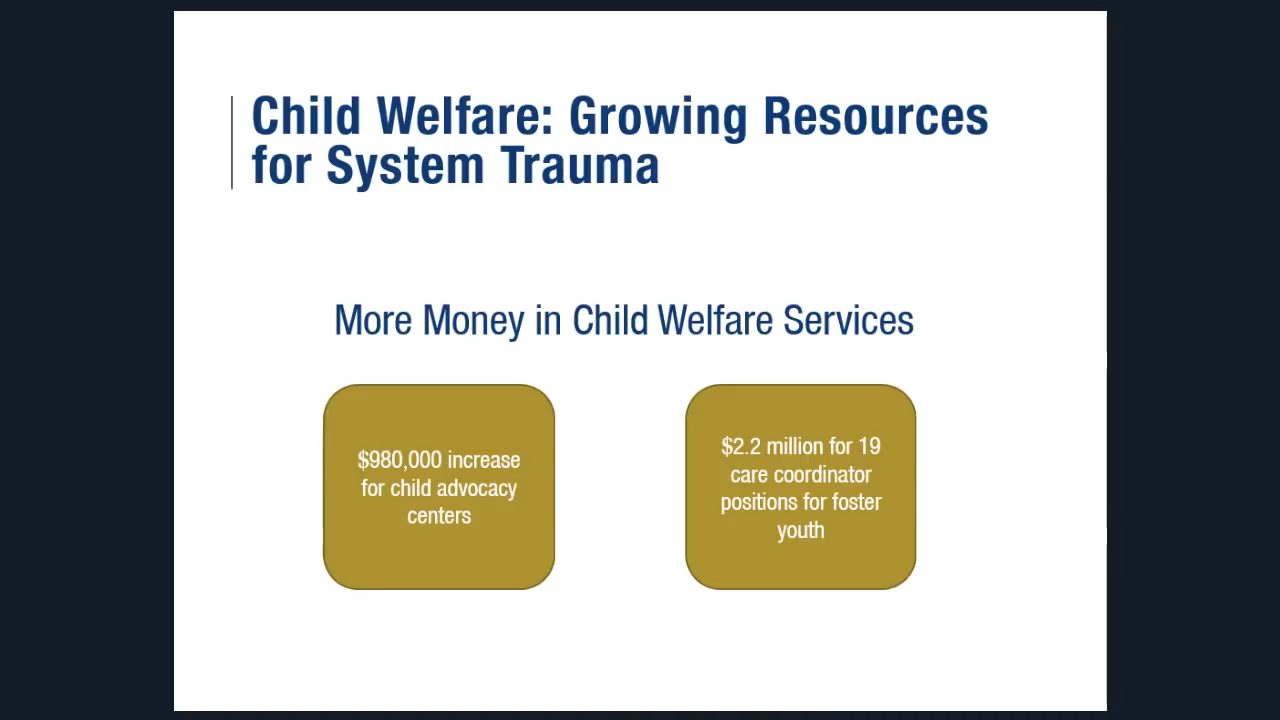 Child Welfare: Growing Resources
for System Trauma
More Money in Child Welfare Services
$980,000 increase
for child advocacy
centers
$2.2 million for 19
care coordinator
positions for foster
youth